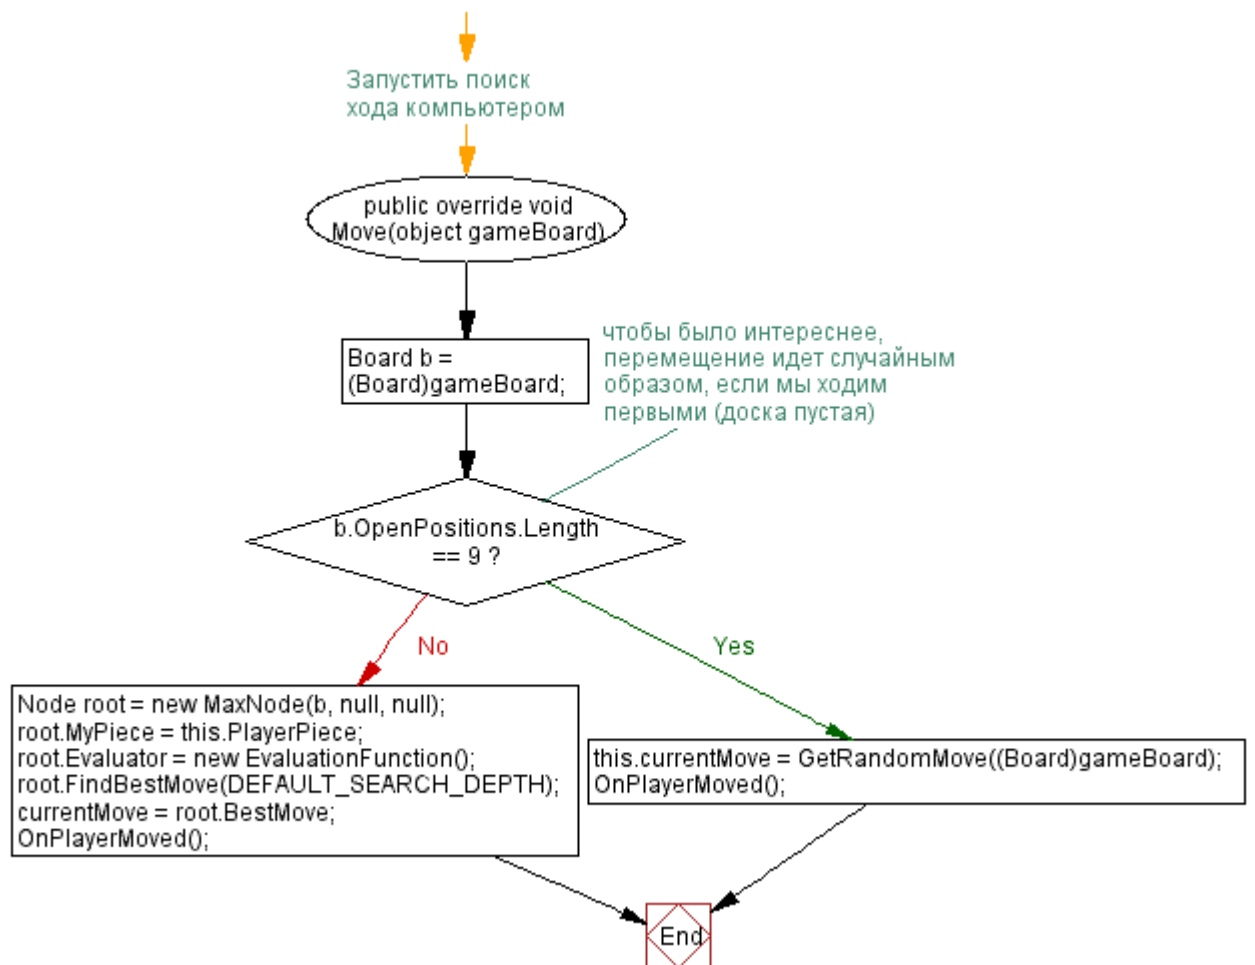 Запустить поиск
хода компьютером
public override void
Move(object gameBoard)
Board b =
(Board)gameBoard;
чтобы было интереснее,
перемещение идет случайным
образом, если мы ходим
первыми (доска пустая)
b.OpenPositions.Length
== 9 ?
No
Yes
Node root = new MaxNode(b, null, null);
root.MyPiece = this.PlayerPiece;
root.Evaluator = new EvaluationFunction();
root.FindBestMove(DEFAULT_SEARCH_DEPTH);
currentMove = root.BestMove;
OnPlayerMoved();
this.currentMove = GetRandomMove((Board)gameBoard);
OnPlayerMoved();
End